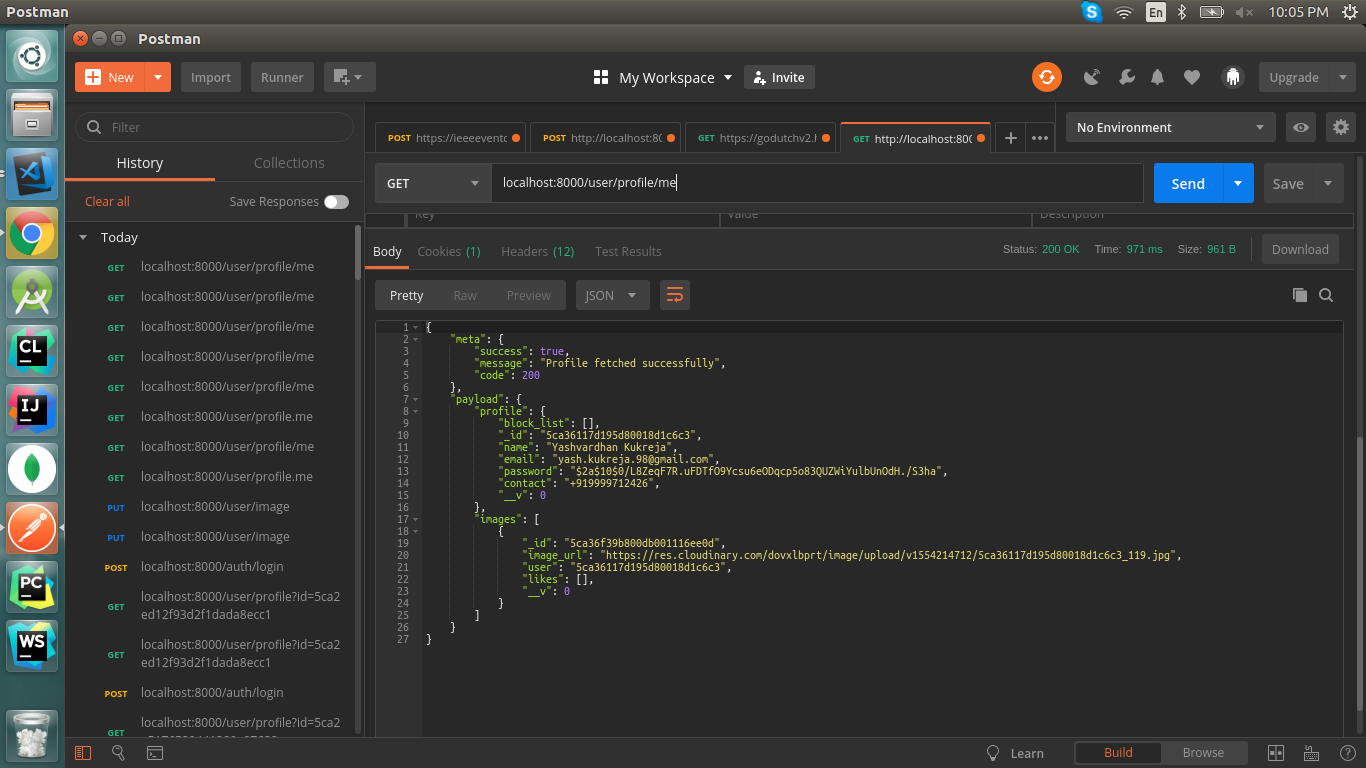 Postman
En
10:05 PM
Postman
New
Import
Runner
My Workspace
Invite
Upgrade
Filter
History
Collections
Clear all
Save Responses
Today
GET localhost:8000/user/profile/me
GET localhost:8000/user/profile/me
GET localhost:8000/user/profile/me
GET localhost:8000/user/profile/me
GET localhost:8000/user/profile/me
GET localhost:8000/user/profile.me
GET localhost:8000/user/profile/me
GET localhost:8000/user/profile.me
PUT localhost:8000/user/image
PUT localhost:8000/user/image
POST localhost:8000/auth/login
GET localhost:8000/user/profile?id=5ca2
ed12f93d2f1dada8ecc1
GET localhost:8000/user/profile?id=5ca2
ed12f93d2f1dada8ecc1
POST localhost:8000/auth/login
GET localhost:8000/user/profile?id=5ca2
CL
IJ
PC
WS
POST https://ieeeevento
POST http://localhost:80
GET https://godutchv2.h
GET http://localhost:800
No Environment
GET
localhost:8000/user/profile/me
Send
Save
Key Value Description
Body
Cookies (1)
Headers (12)
Test Results
Status: 200 OK
Time: 971 ms
Size: 961 B
Download
Pretty
Raw
Preview
JSON
1 {
2 "meta": {
3 "success": true,
4 "message": "Profile fetched successfully",
5 "code": 200
6 },
7 "payload": {
8 "profile": {
9 "block_list": [],
10 "_id": "5ca36117d195d80018d1c6c3",
11 "name": "Yashvardhan Kukreja",
12 "email": "yash.kukreja.98@gmail.com",
13 "password": "$2a$10$0/L8ZeqF7R.uFDTfO9Ycsu6eODqcp5o83QUZWiYulbUnOdH./S3ha",
14 "contact": "+919999712426",
15 "__v": 0
16 },
17 "images": [
18 {
19 "_id": "5ca36f39b800db001116ee0d",
20 "image_url": "https://res.cloudinary.com/dovxlbprt/image/upload/v1554214712/5ca36117d195d80018d1c6c3_119.jpg",
21 "user": "5ca36117d195d80018d1c6c3",
22 "likes": [],
23 "__v": 0
24 }
25 ]
26 }
27 }
Learn
Build
Browse